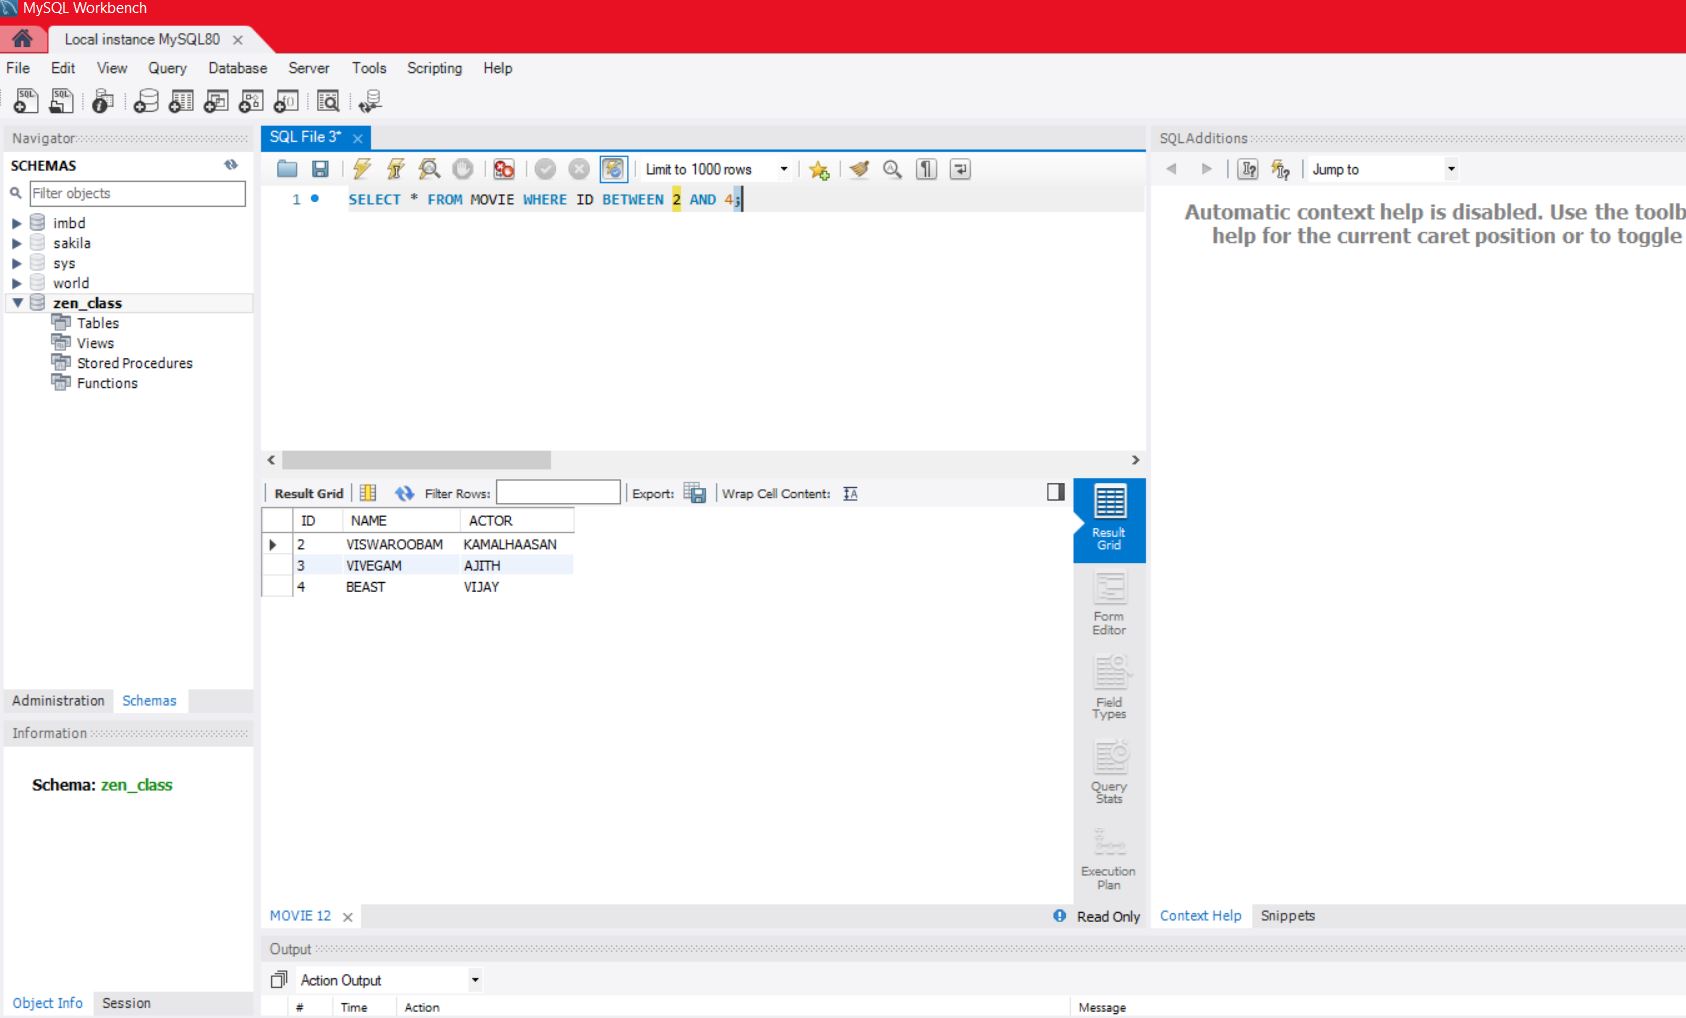 MySQL Workbench
Local instance MySQL80
File Edit View Query Database Server Tools Scripting Help
Navigator
SCHEMAS
Filter objects
imbd
sakila
sys
world
zen_class
Tables
Views
Stored Procedures
Functions
Administration Schemas
Information
Schema: zen_class
Object Info Session
SQL File 3*
Limit to 1000 rows
1 SELECT * FROM MOVIE WHERE ID BETWEEN 2 AND 4;
Result Grid Filter Rows: Export: Wrap Cell Content:
ID NAME ACTOR
2 VISWAROOBAM KAMALHAASAN
3 VIVEGAM AJITH
4 BEAST VIJAY
Result
Grid
Form
Editor
Field
Types
Query
Stats
Execution
Plan
MOVIE 12
Read Only
SQLAdditions
Jump to
Automatic context help is disabled. Use the toolb
help for the current caret position or to toggle
Context Help Snippets
Output
Action Output
# Time Action Message